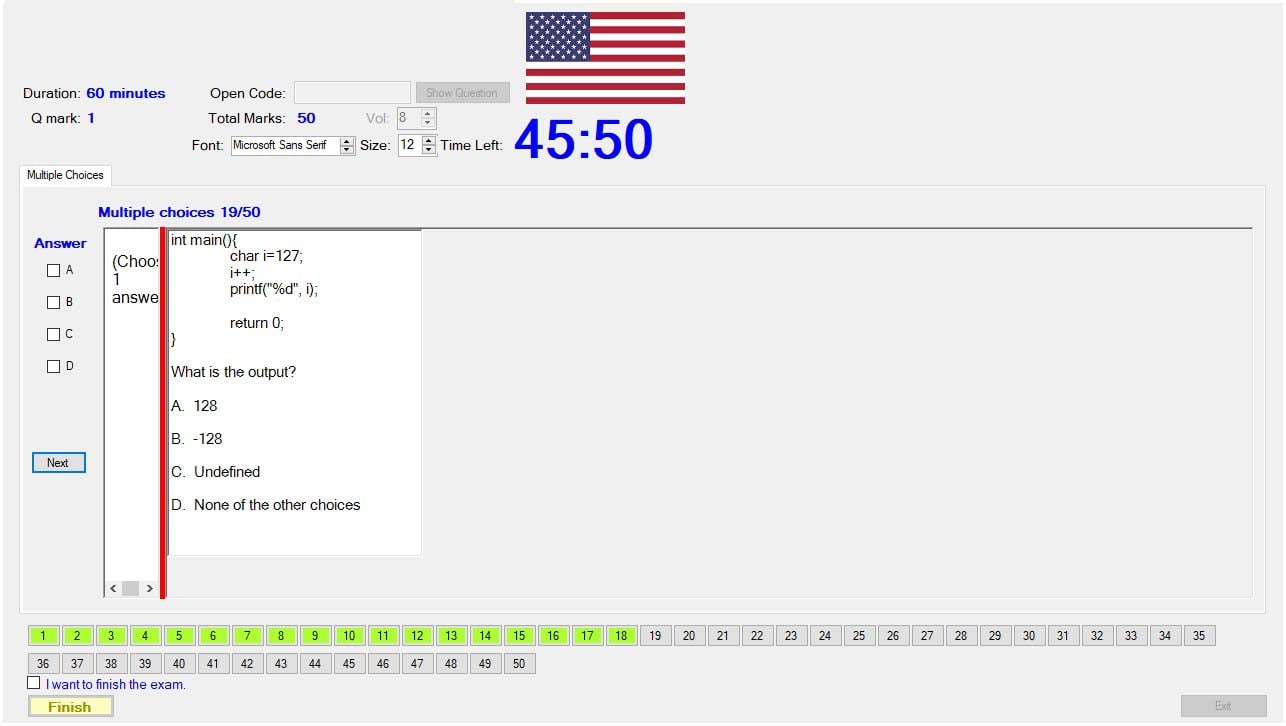 Duration: 60 minutes
Open Code:
Show Question
Q mark: 1
Total Marks: 50
Vol: 8
Font: Microsoft Sans Serif
Size: 12
Time Left: 45:50
Multiple Choices
Multiple choices 19/50
Answer
A
B
C
D
Next
(Choos
1
answe
int main(){
char i=127;
i++;
printf("%d", i);
return 0;
}
What is the output?
A. 128
B. -128
C. Undefined
D. None of the other choices
1 2 3 4 5 6 7 8 9 10 11 12 13 14 15 16 17 18 19 20 21 22 23 24 25 26 27 28 29 30 31 32 33 34 35
36 37 38 39 40 41 42 43 44 45 46 47 48 49 50
I want to finish the exam.
Finish
Exit